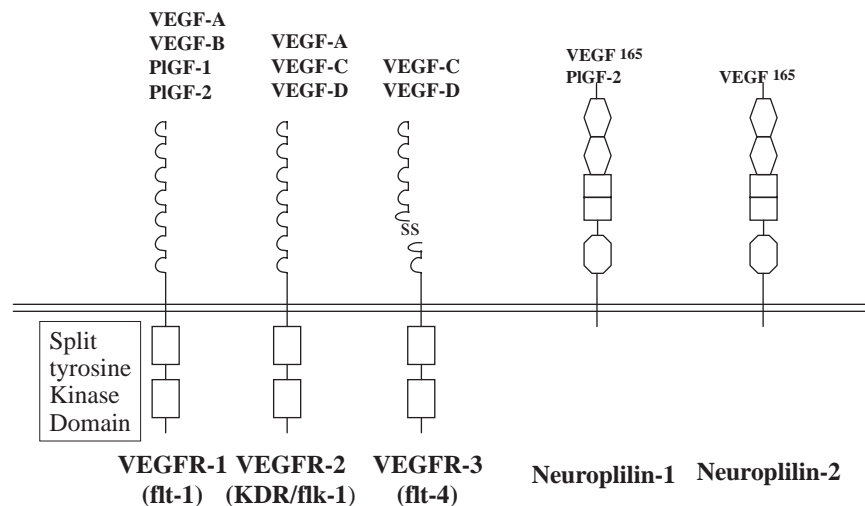 VEGF-A
VEGF-B
PlGF-1
PlGF-2
VEGF-A
VEGF-C
VEGF-D
VEGF-C
VEGF-D
VEGF 165
PlGF-2
VEGF 165
SS
Split
tyrosine
Kinase
Domain
VEGFR-1
(flt-1)
VEGFR-2
(KDR/flk-1)
VEGFR-3
(flt-4)
Neuroplilin-1
Neuroplilin-2